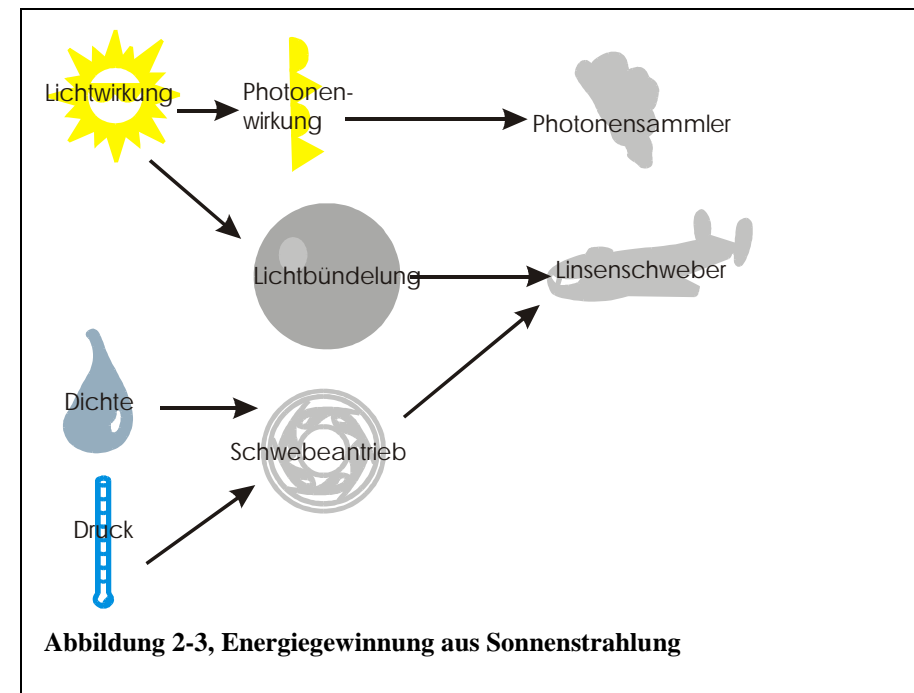 Lichtwirkung
Photonen-
wirkung
Photonensammler
Lichtbündelung
Linsenschweber
Dichte
Schwebeantrieb
Druck
Abbildung 2-3, Energiegewinnung aus Sonnenstrahlung